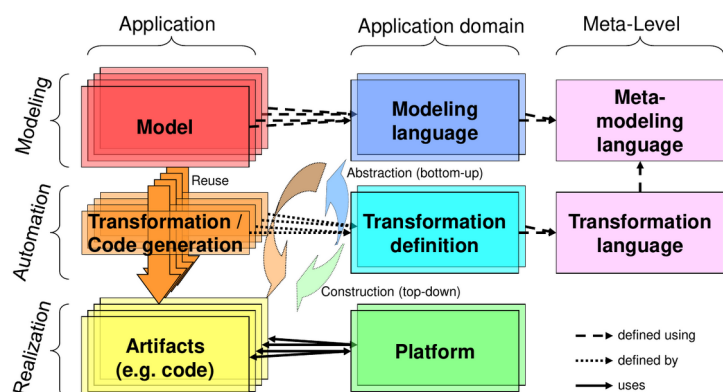 Application
Application domain
Meta-Level
Modeling
Model
Modeling
language
Meta-
modeling
language
Reuse
Abstraction (bottom-up)
Automation
Transformation /
Code generation
Transformation
definition
Transformation
language
Construction (top-down)
Realization
Artifacts
(e.g. code)
Platform
defined using
defined by
uses